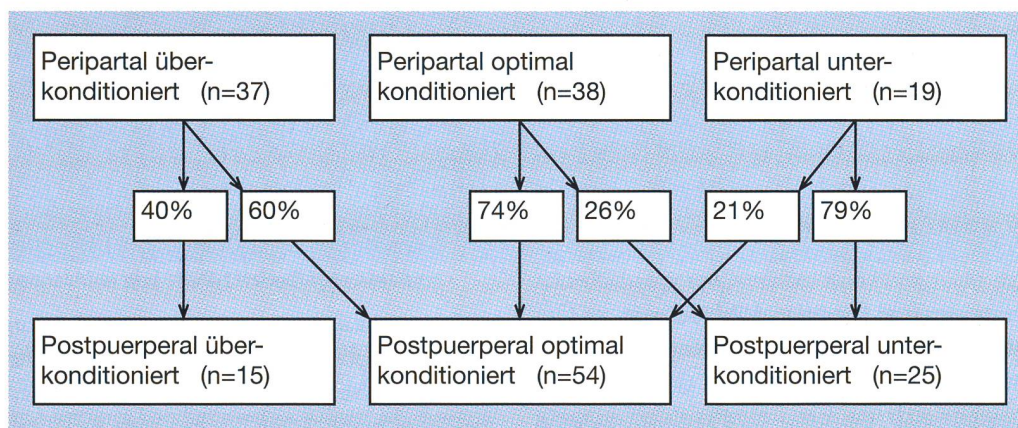 Peripartal über-
konditioniert (n=37)
Peripartal optimal
konditioniert (n=38)
Peripartal unter-
konditioniert (n=19)
40%
60%
74%
26%
21%
79%
Postpuerperal über-
konditioniert (n=15)
Postpuerperal optimal
konditioniert (n=54)
Postpuerperal unter-
konditioniert (n=25)